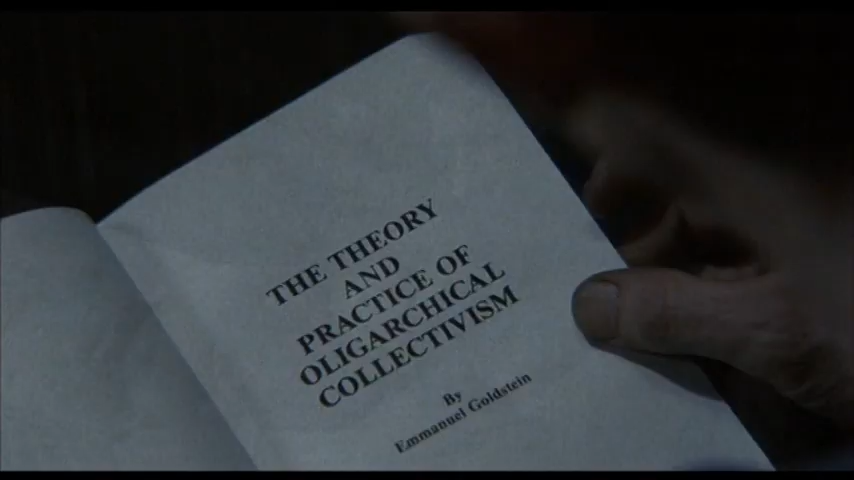 THE THEORY
AND
PRACTICE OF
OLIGARCHICAL
COLLECTIVISM
By
Emmanuel Goldstein